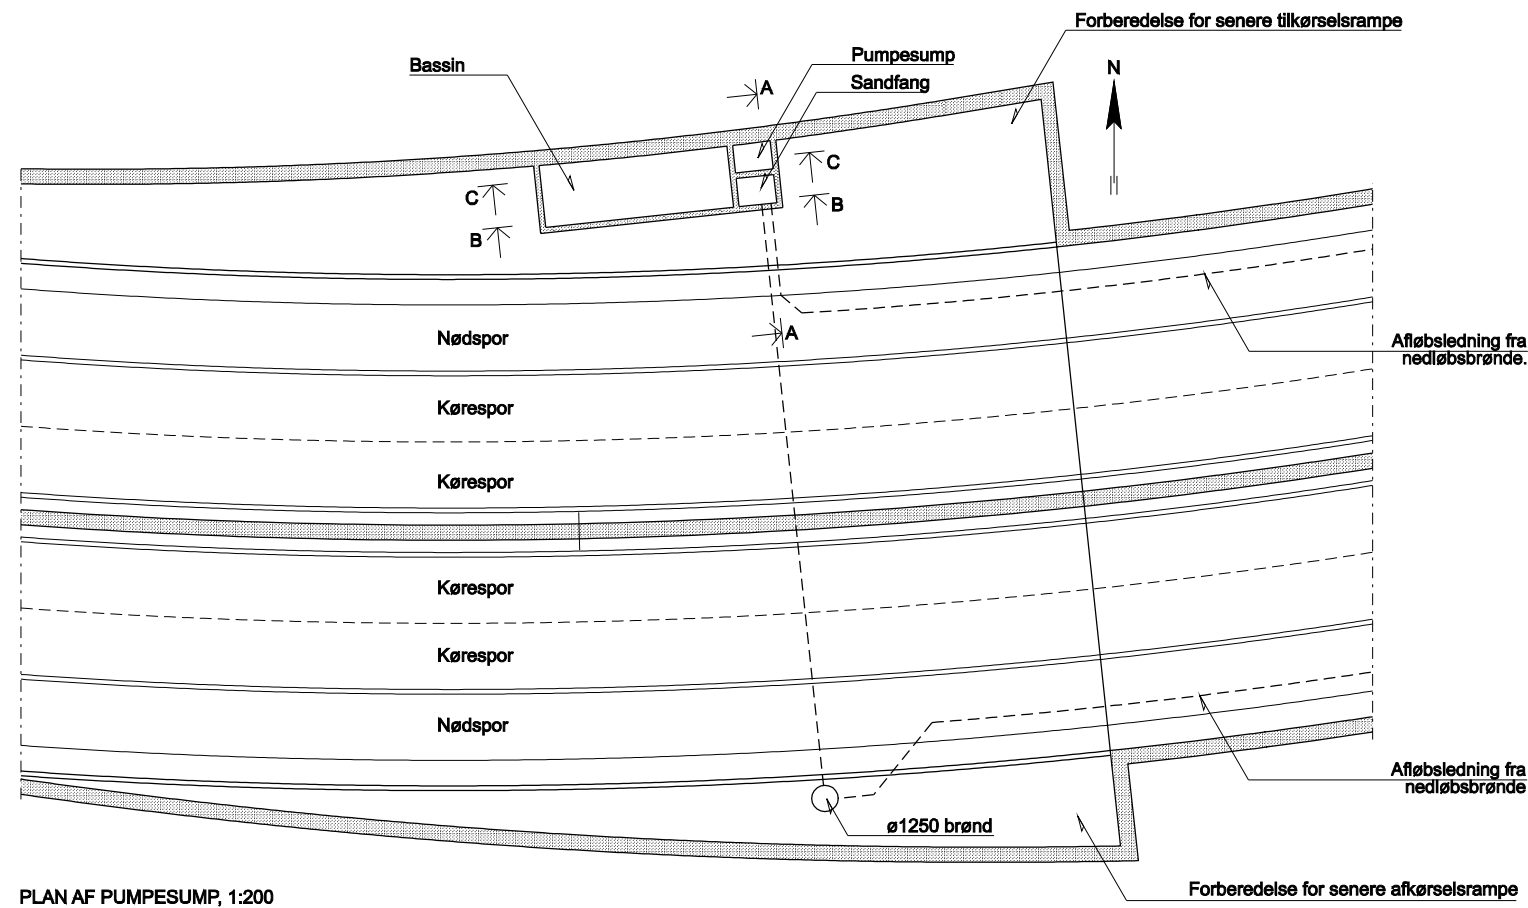 Forberedelse for senere tilkørselsrampe
Bassin
Pumpesump
Sandfang
N
A
C
C
B
B
A
Nødspor
Afløbsledning fra
nedløbsbrønde.
Kørespor
Kørespor
Kørespor
Kørespor
Nødspor
Afløbsledning fra
nedløbsbrønde
ø1250 brønd
Forberedelse for senere afkørselsrampe
PLAN AF PUMPESUMP, 1:200